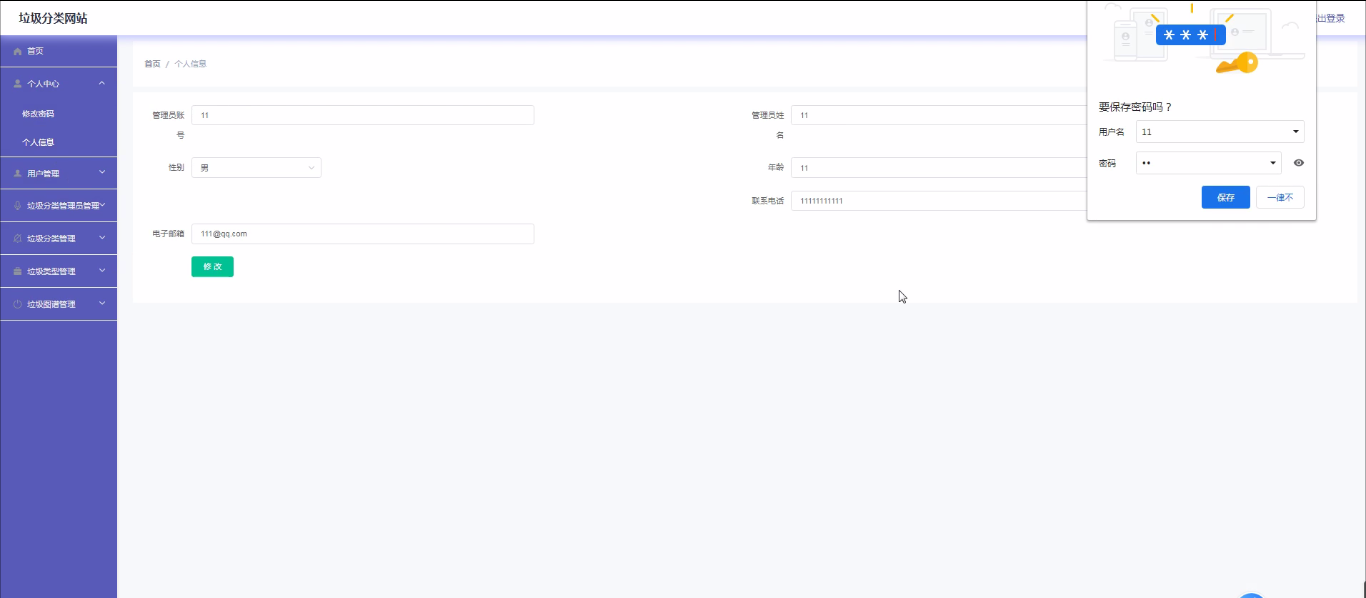 垃圾分类网站
出登录
首页
个人中心
修改密码
个人信息
用户管理
垃圾分类管理员管理
垃圾分类管理
垃圾类型管理
垃圾图谱管理
首页 / 个人信息
管理员账号 11
管理员姓名 11
性别 男
年龄 11
联系电话 11111111111
电子邮箱 111@qq.com
修改
***
要保存密码吗？
用户名 11
密码 ••
保存 一律不